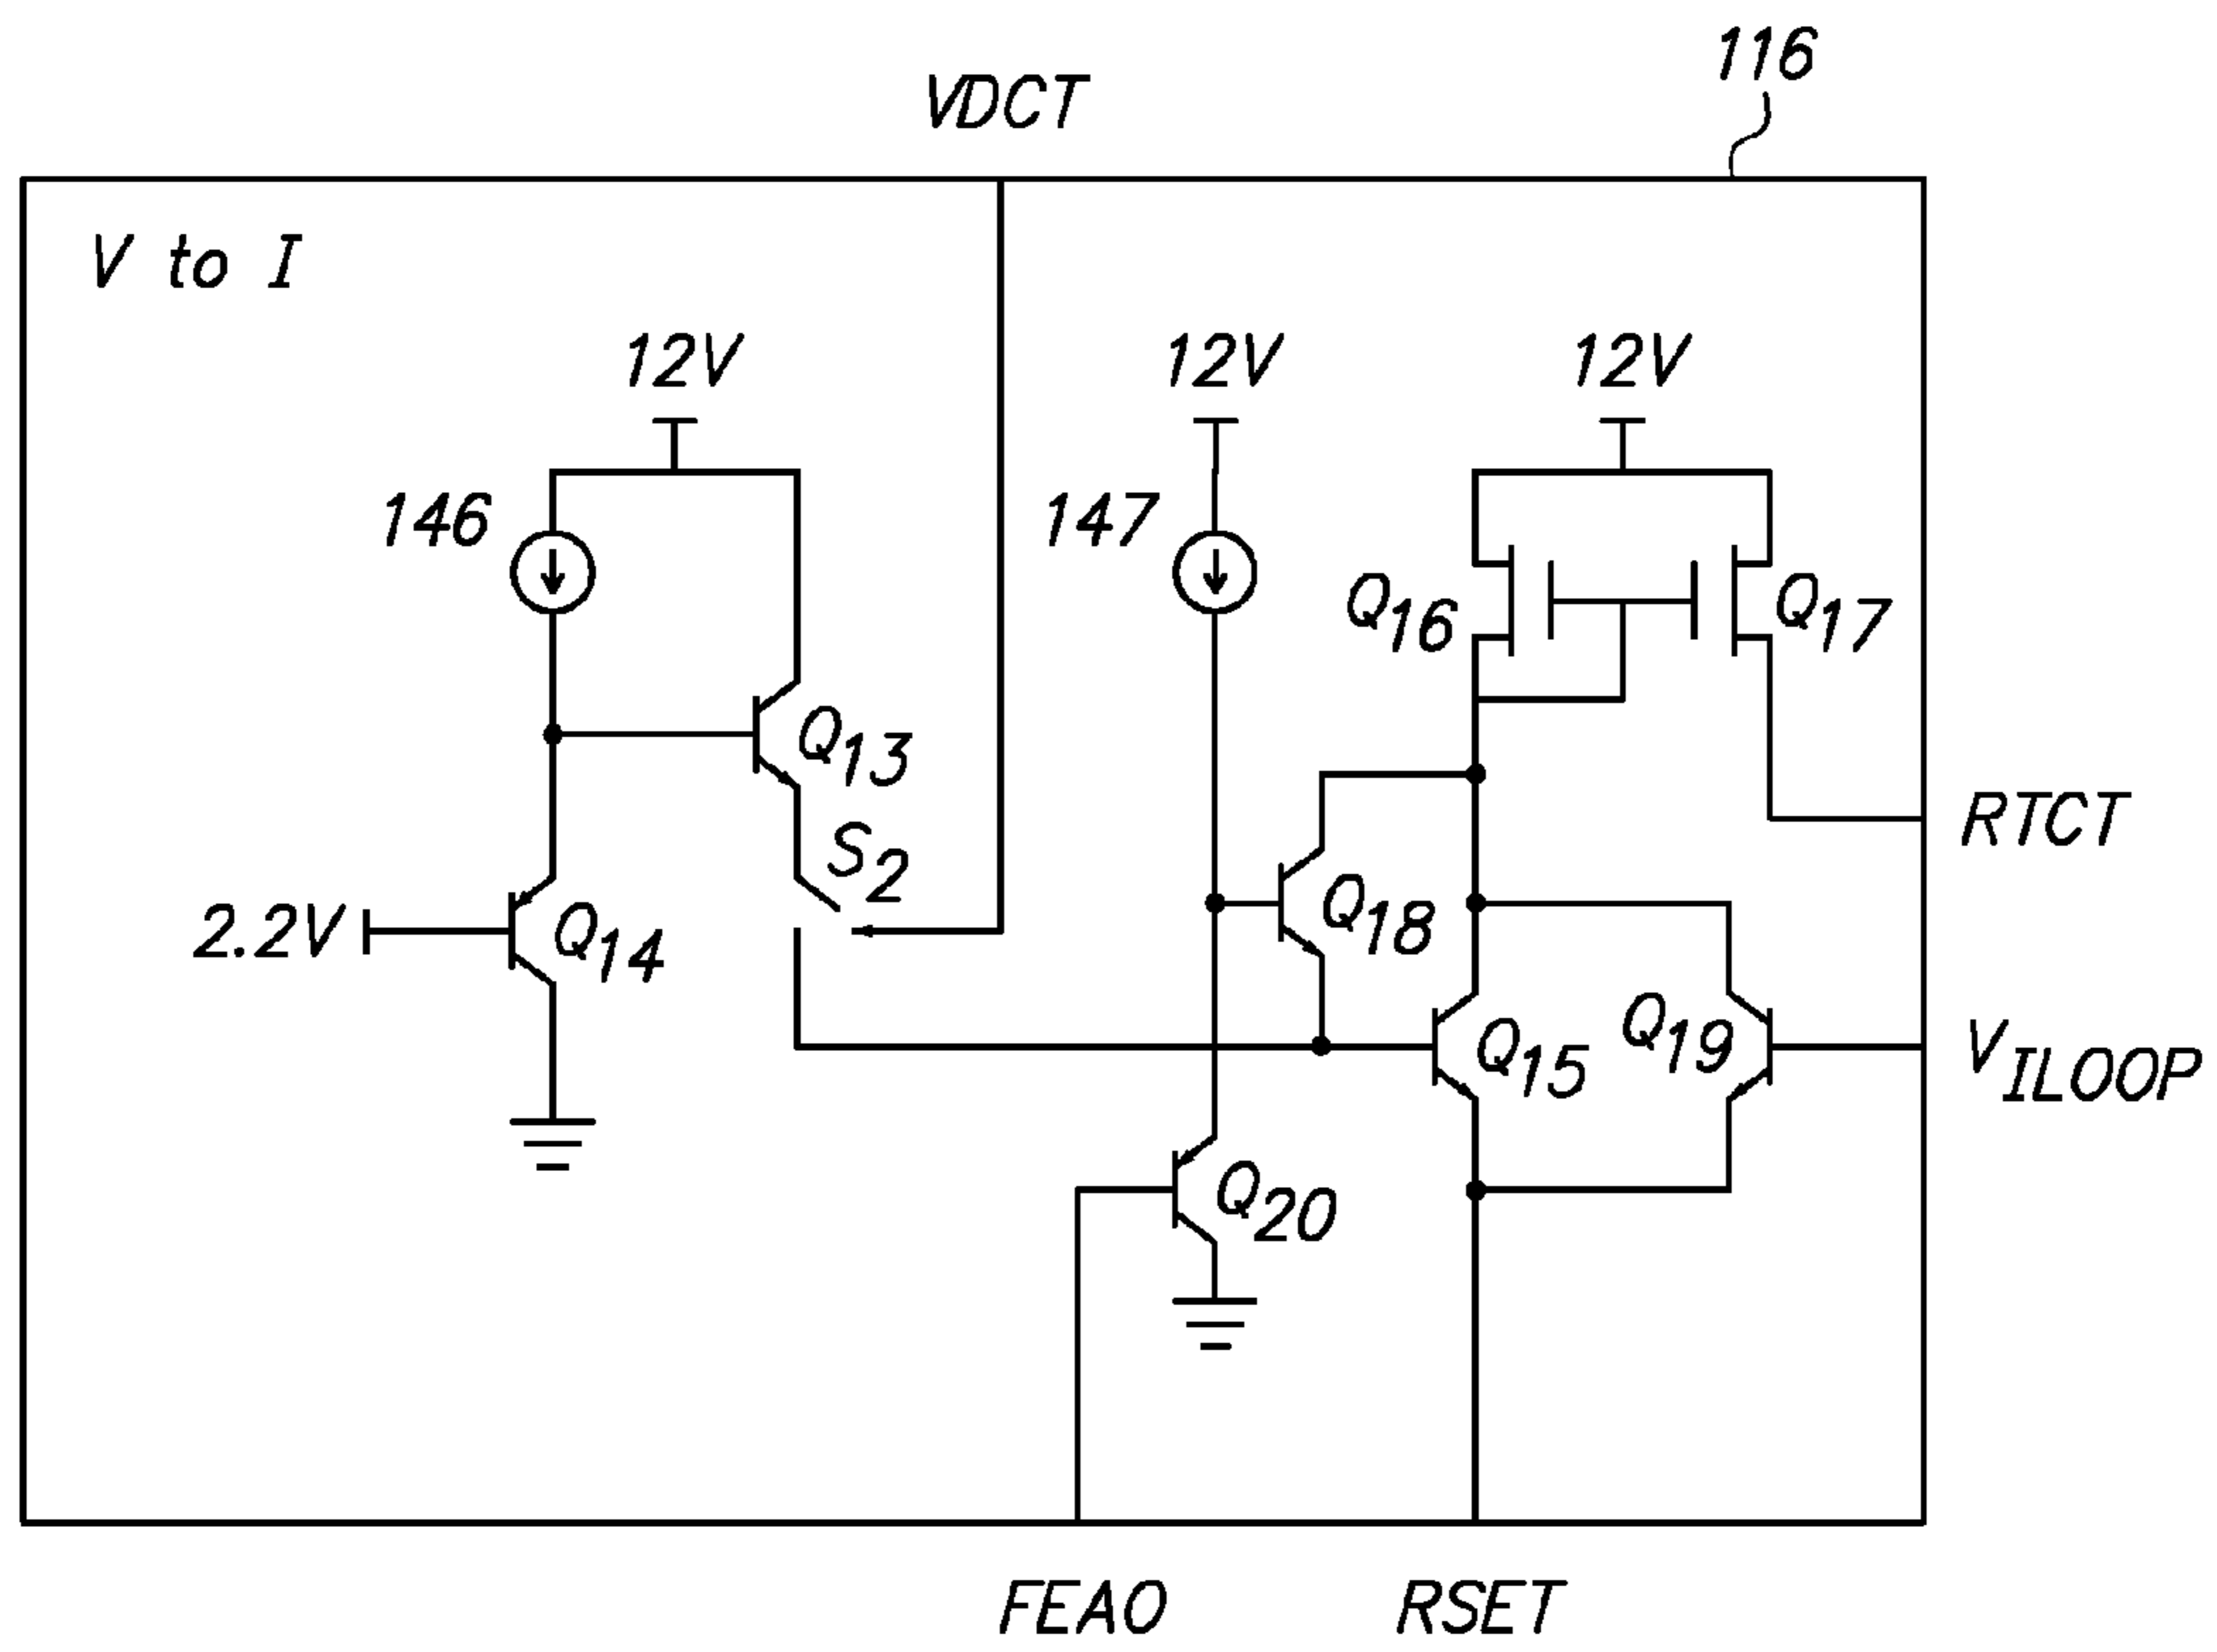 116
VDCT
V to I
12V
12V
12V
146
147
Q16
Q17
Q13
S2
RTCT
2.2V
Q14
Q18
Q15
Q19
VILOOP
Q20
FEAO
RSET